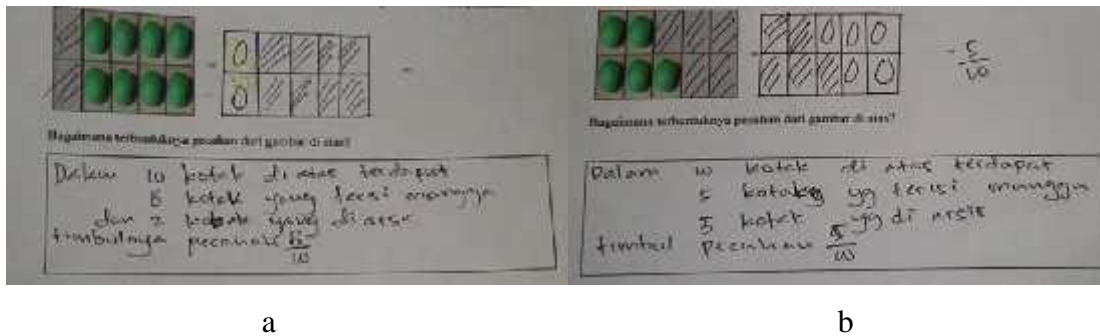 Bagaimana terbentuknya pecahan dari gambar di atas?
Dalam 10 kotak di atas terdapat
8 kotak yang terisi mangga
dan 2 kotak yang di arsir
timbulnya pecahan 8/10
a
5/10
Bagaimana terbentuknya pecahan dari gambar di atas?
Dalam 10 kotak di atas terdapat
5 kotak yg terisi mangga
5 kotak yg di arsir
timbul pecahan 5/10
b